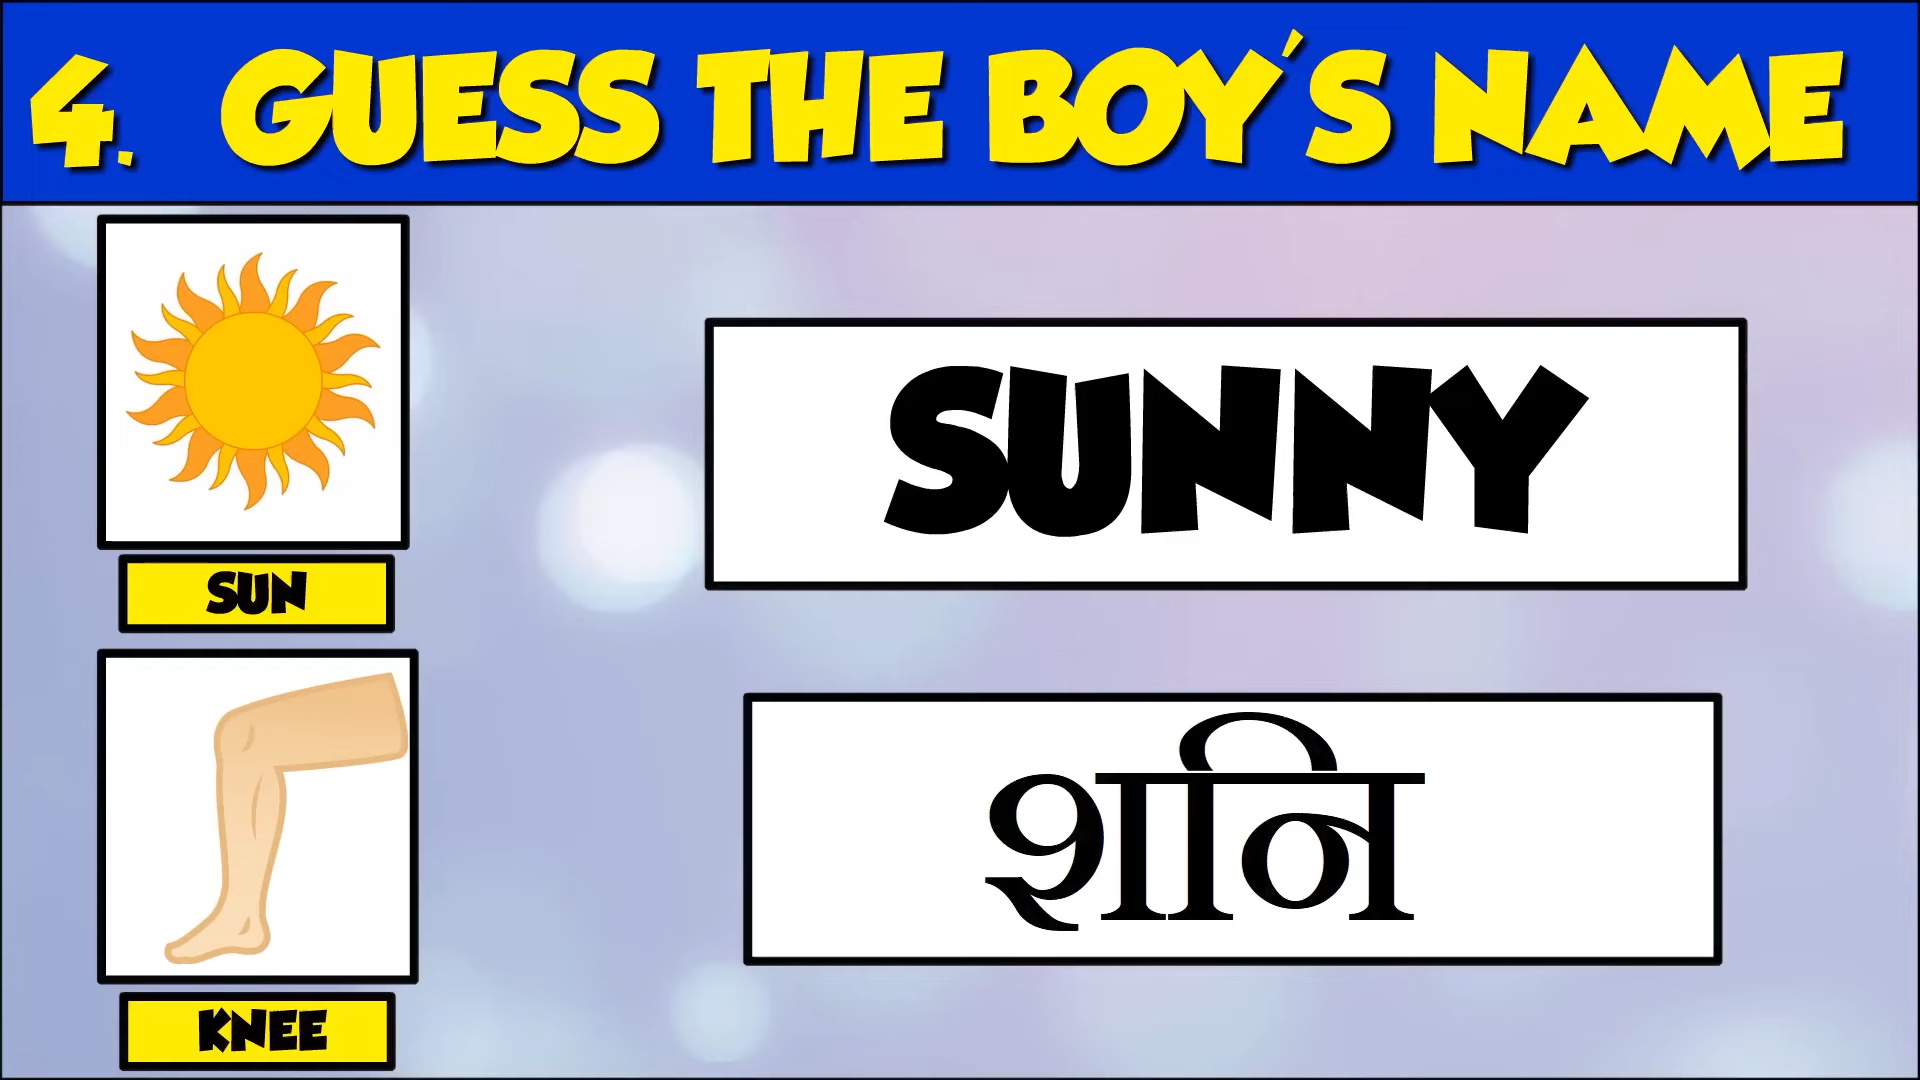 4. GUESS THE BOY'S NAME
SUN
SUNNY
KNEE
शनि